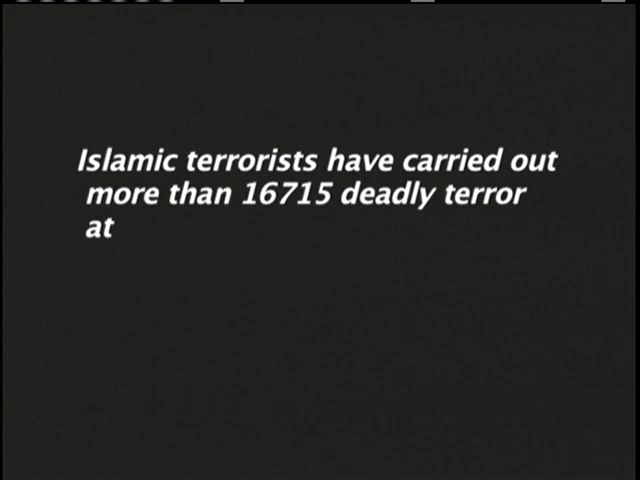 Islamic terrorists have carried out
more than 16715 deadly terror
at